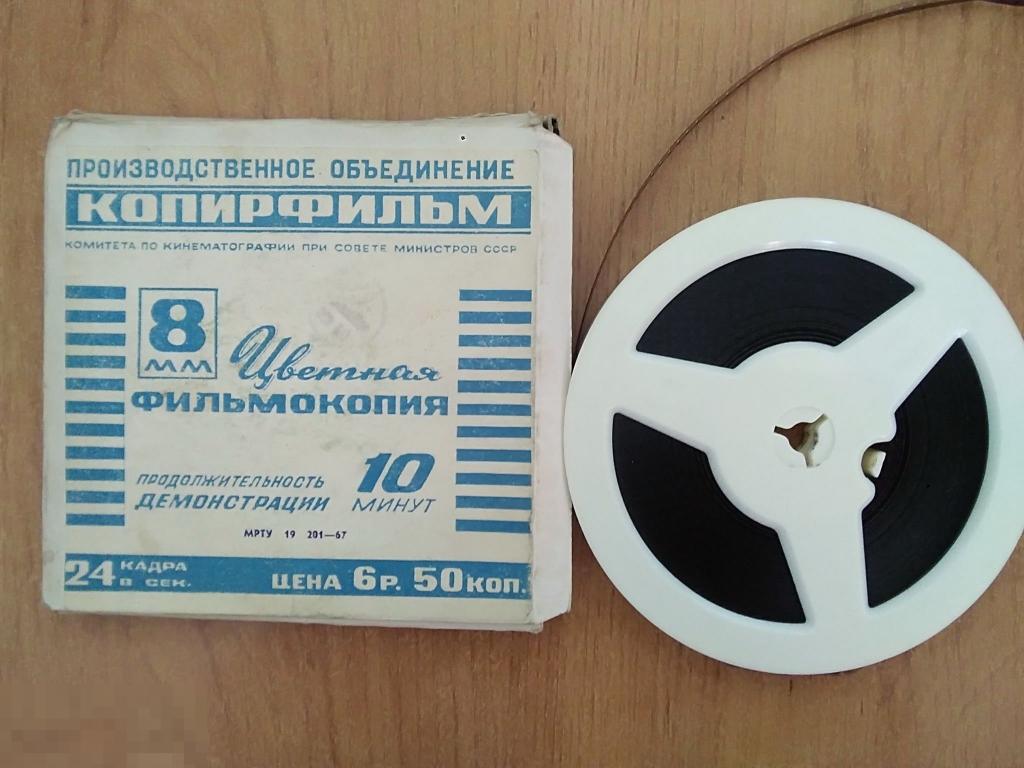 ПРОИЗВОДСТВЕННОЕ ОБЪЕДИНЕНИЕ
КОПИРФИЛЬМ
КОМИТЕТА ПО КИНЕМАТОГРАФИИ ПРИ СОВЕТЕ МИНИСТРОВ СССР
8
мм
Цветная
ФИЛЬМОКОПИЯ
ПРОДОЛЖИТЕЛЬНОСТЬ
ДЕМОНСТРАЦИИ
10
МИНУТ
МРТУ 19 201—67
24 КАДРА
В СЕК.
ЦЕНА 6Р. 50КОП.